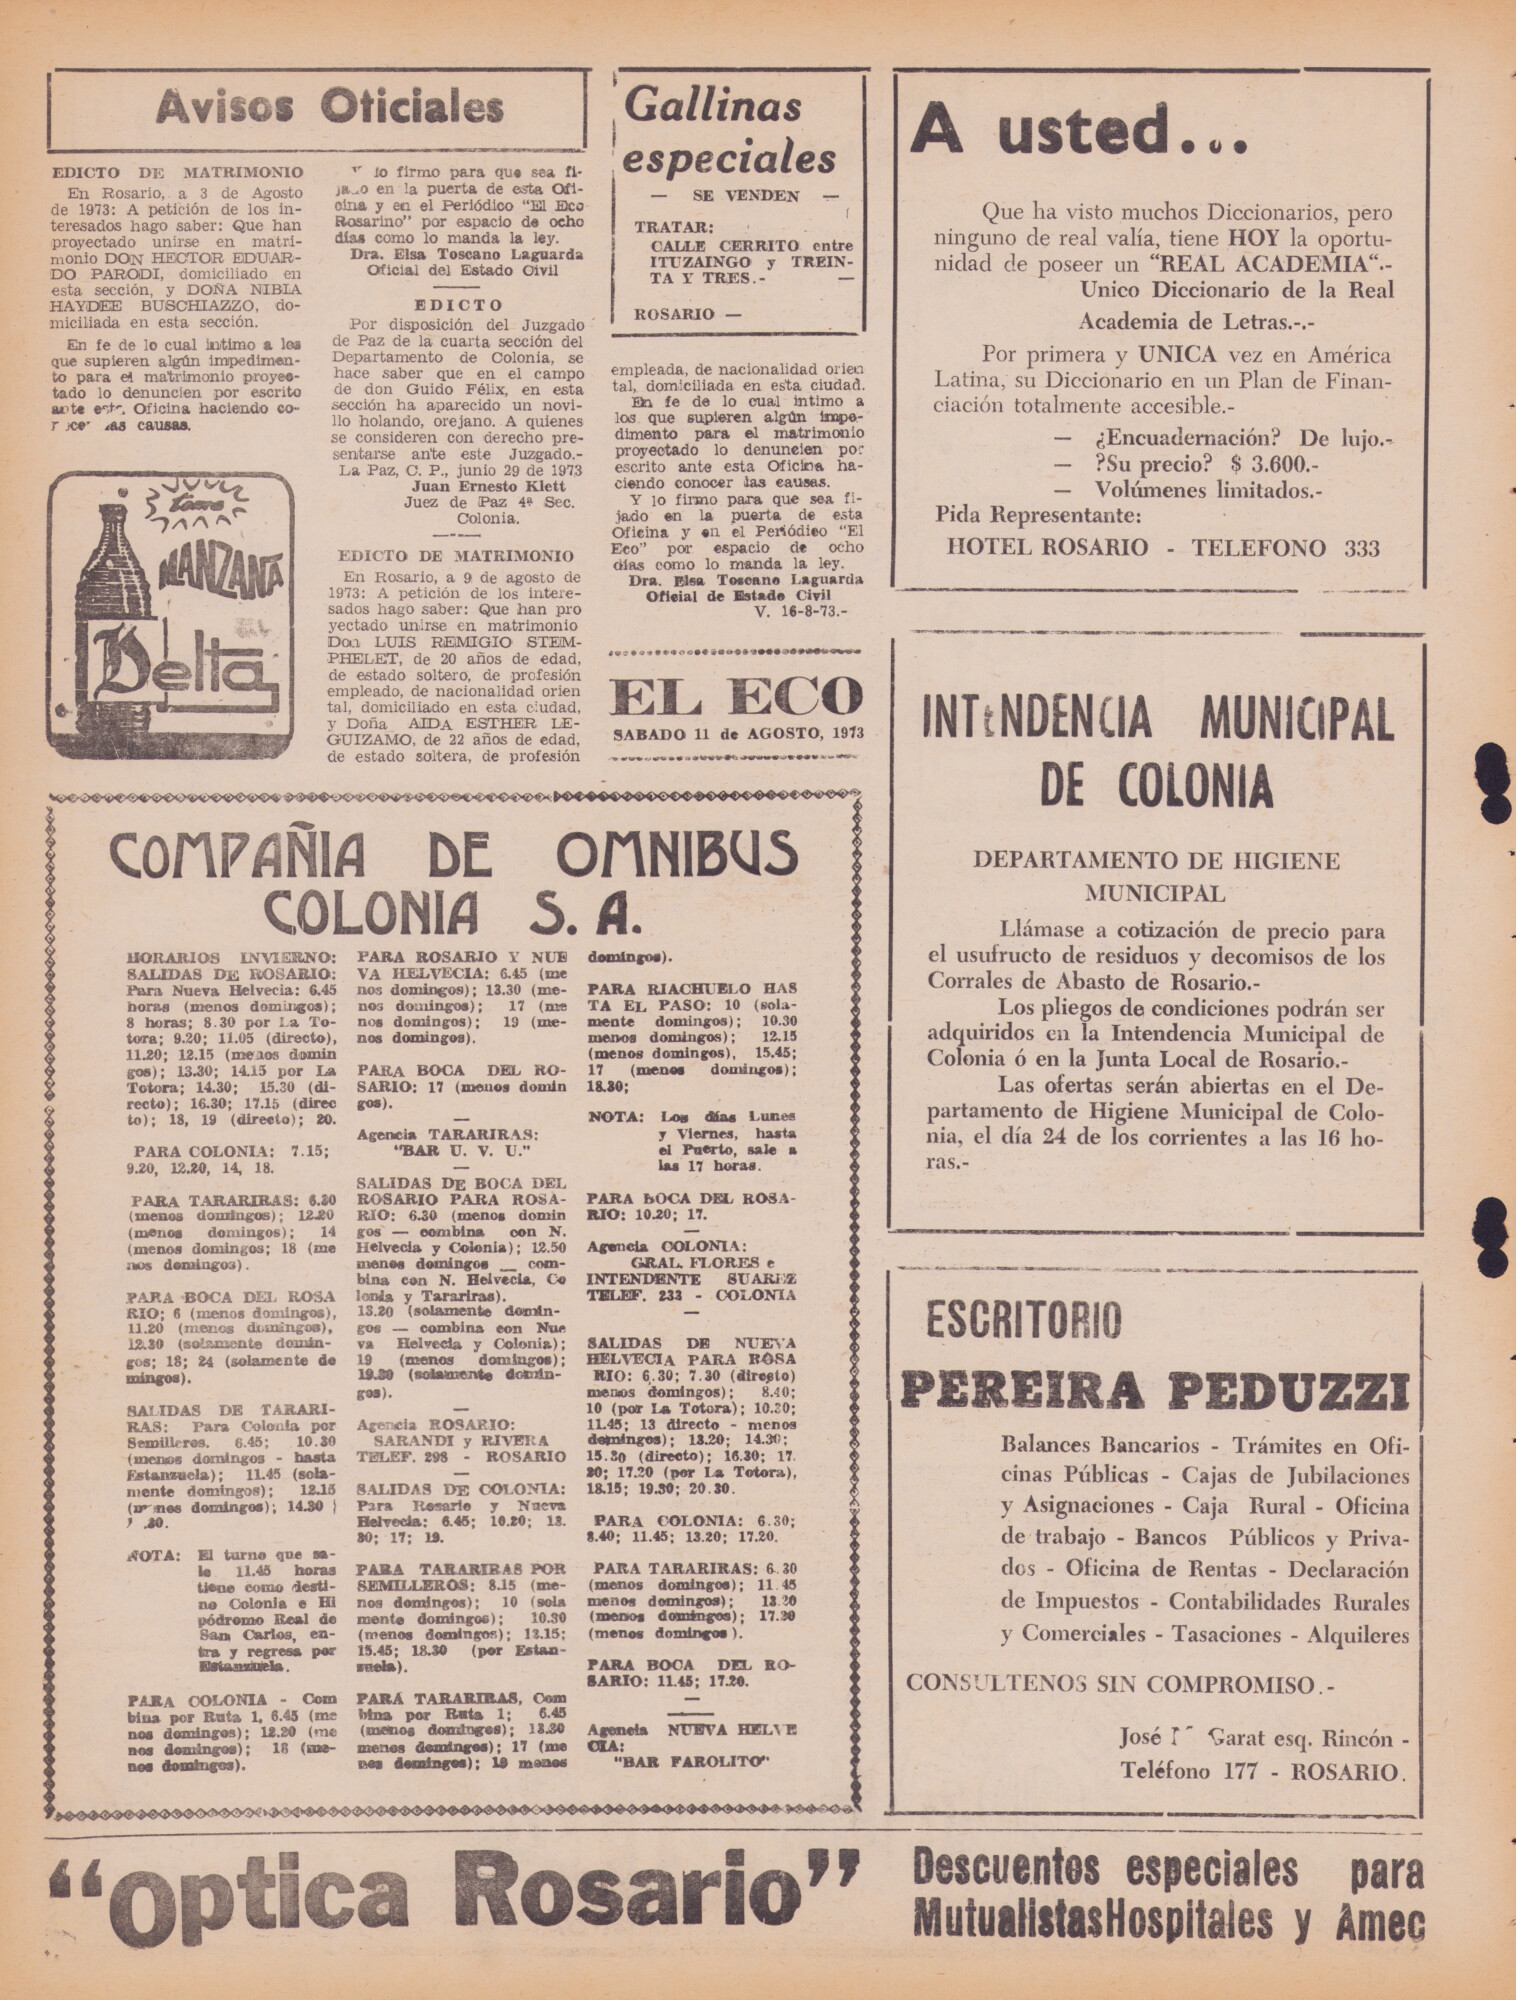 Avisos Oficiales
EDICTO DE MATRIMONIO
En Rosario, a 3 de Agosto
de 1973: A petición de los in-
teresados hago saber: Que han
proyectado unirse en matri-
monio DON HECTOR EDUAR-
DO PARODI, domiciliado en
esta sección, y DOÑA NIBIA
HAYDEE BUSCHIAZZO, do-
miciliada en esta sección.
En fe de lo cual intimo a los
que supieren algún impedimen-
to para el matrimonio proyec-
tado lo denuncien por escrito
ante esta Oficina haciendo co-
las causas.
tome
MANZANA
Delta
Y lo firmo para que sea fi-
jado en la puerta de esta Ofi-
cina y en el Periódico "El Eco
Rosarino" por espacio de ocho
días como lo manda la ley.
Dra. Elsa Toscano Laguarda
Oficial del Estado Civil
EDICTO
Por disposición del Juzgado
de Paz de la cuarta sección del
Departamento de Colonia, se
hace saber que en el campo
de don Guido Félix, en esta
sección ha aparecido un novi-
llo holando, orejano. A quienes
se consideren con derecho pre-
sentarse ante este Juzgado.-
La Paz, C. P., junio 29 de 1973
Juan Ernesto Klett
Juez de Paz 4ª Sec.
Colonia.
EDICTO DE MATRIMONIO
En Rosario, a 9 de agosto de
1973: A petición de los intere-
sados hago saber: Que han pro
yectado unirse en matrimonio
Don LUIS REMIGIO STEM-
PHELET, de 20 años de edad,
de estado soltero, de profesión
empleado, de nacionalidad orien
tal, domiciliado en esta ciudad,
y Doña AIDA ESTHER LE-
GUIZAMO, de 22 años de edad,
de estado soltera, de profesión
Gallinas
especiales
— SE VENDEN —
TRATAR:
CALLE CERRITO entre
ITUZAINGO y TREIN-
TA Y TRES.- —
ROSARIO —
empleada, de nacionalidad orien
tal, domiciliada en esta ciudad.
En fe de lo cual intimo a
los que supieren algún impe-
dimento para el matrimonio
proyectado lo denuncien por
escrito ante esta Oficina ha-
ciendo conocer las causas.
Y lo firmo para que sea fi-
jado en la puerta de esta
Oficina y en el Periódico "El
Eco" por espacio de ocho
días como lo manda la ley.
Dra. Elsa Toscano Laguarda
Oficial de Estado Civil
V. 16-8-73.-
EL ECO
SABADO 11 de AGOSTO, 1973
COMPAÑIA DE OMNIBUS
COLONIA S. A.
HORARIOS INVIERNO:
SALIDAS DE ROSARIO:
Para Nueva Helvecia: 6.45
horas (menos domingos);
8 horas; 8.30 por La To-
tora; 9.20; 11.05 (directo),
11.20; 12.15 (menos domin
gos); 13.30; 14.15 por La
Totora; 14.30; 15.30 (di-
recto); 16.30; 17.15 (direc
to); 18, 19 (directo); 20.
PARA COLONIA: 7.15;
9.20, 12.20, 14, 18.
PARA TARARIRAS: 6.30
(menos domingos); 12.20
(menos domingos); 14
(menos domingos; 18 (me
nos domingos).
PARA BOCA DEL ROSA
RIO; 6 (menos domingos),
11.20 (menos domingos),
12.30 (solamente domin-
gos; 18; 24 (solamente de
mingos).
SALIDAS DE TARARI-
RAS: Para Colonia por
Semilleros. 6.45; 10.30
(menos domingos - hasta
Estanzuela); 11.45 (sola-
mente domingos); 12.15
(menos domingos); 14.30
NOTA: El turno que sa-
le 11.45 horas
tiene como desti-
no Colonia e Hi
pódromo Real de
San Carlos, en-
tra y regresa por
Estanzuela.
PARA COLONIA - Com
bina por Ruta 1, 6.45 (me
nos domingos); 12.20 (me
nos domingos); 18 (me-
nos domingos).
PARA ROSARIO Y NUE
VA HELVECIA: 6.45 (me
nos domingos); 13.30 (me-
nos domingos); 17 (me
nos domingos); 19 (me-
nos domingos).
PARA BOCA DEL RO-
SARIO: 17 (menos domin
gos).
Agencia TARARIRAS:
"BAR U. V. U."
SALIDAS DE BOCA DEL
ROSARIO PARA ROSA-
RIO: 6.30 (menos domin
gos — combina con N.
Helvecia y Colonia); 12.50
menos domingos — com-
bina con N. Helvecia, Co
lonia y Tarariras).
13.20 (solamente domin-
gos — combina con Nue
va Helvecia y Colonia);
19 (menos domingos);
19.30 (solamente domin-
gos).
Agencia ROSARIO:
SARANDI y RIVERA
TELEF. 298 - ROSARIO
SALIDAS DE COLONIA:
Para Rosario y Nueva
Helvecia: 6.45; 10.20; 13.
30; 17; 19.
PARA TARARIRAS POR
SEMILLEROS: 8.15 (me-
nos domingos); 10 (sola
mente domingos); 10.30
(menos domingos); 12.15;
15.45; 18.30 (por Estan-
zuela).
PARA TARARIRAS, Com
bina por Ruta 1; 6.45
(menos domingos); 13.30
menos domingos); 17 (me
nos domingos); 19 menos
domingos).
PARA RIACHUELO HAS
TA EL PASO: 10 (sola-
mente domingos); 10.30
menos domingos); 12.15
(menos domingos), 15.45;
17 (menos domingos);
18.30;
NOTA: Los días Lunes
y Viernes, hasta
el Puerto, sale a
las 17 horas.
PARA BOCA DEL ROSA-
RIO: 10.20; 17.
Agencia COLONIA:
GRAL. FLORES e
INTENDENTE SUAREZ
TELEF. 233 - COLONIA
SALIDAS DE NUEVA
HELVECIA PARA ROSA
RIO: 6.30; 7.30 (directo)
menos domingos); 8.40;
10 (por La Totora); 10.30;
11.45; 13 directo - menos
domingos); 13.20; 14.30;
15.30 (directo); 16.30; 17.
20; 17.20 (por La Totora),
18.15; 19.30; 20.30.
PARA COLONIA: 6.30;
8.40; 11.45; 13.20; 17.20.
PARA TARARIRAS: 6.30
(menos domingos); 11.45
menos domingos); 13.20
(menos domingos); 17.20
(menos domingos).
PARA BOCA DEL RO-
SARIO: 11.45; 17.20.
Agencia NUEVA HELVE
CIA:
"BAR FAROLITO"
A usted...
Que ha visto muchos Diccionarios, pero
ninguno de real valía, tiene HOY la oportu-
nidad de poseer un "REAL ACADEMIA".-
Unico Diccionario de la Real
Academia de Letras.-.-
Por primera y UNICA vez en América
Latina, su Diccionario en un Plan de Finan-
ciación totalmente accesible.-
— ¿Encuadernación? De lujo.-
— ?Su precio? $ 3.600.-
— Volúmenes limitados.-
Pida Representante:
HOTEL ROSARIO - TELEFONO 333
INTENDENCIA MUNICIPAL
DE COLONIA
DEPARTAMENTO DE HIGIENE
MUNICIPAL
Llámase a cotización de precio para
el usufructo de residuos y decomisos de los
Corrales de Abasto de Rosario.-
Los pliegos de condiciones podrán ser
adquiridos en la Intendencia Municipal de
Colonia ó en la Junta Local de Rosario.-
Las ofertas serán abiertas en el De-
partamento de Higiene Municipal de Colo-
nia, el día 24 de los corrientes a las 16 ho-
ras.-
ESCRITORIO
PEREIRA PEDUZZI
Balances Bancarios - Trámites en Ofi-
cinas Públicas - Cajas de Jubilaciones
y Asignaciones - Caja Rural - Oficina
de trabajo - Bancos Públicos y Priva-
dos - Oficina de Rentas - Declaración
de Impuestos - Contabilidades Rurales
y Comerciales - Tasaciones - Alquileres
CONSULTENOS SIN COMPROMISO.-
José Garat esq. Rincón -
Teléfono 177 - ROSARIO.
"Optica Rosario"
Descuentos especiales para
Mutualistas Hospitales y Amec